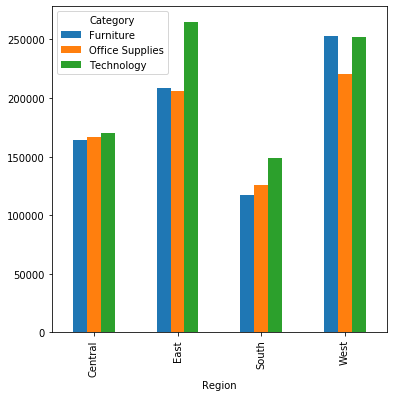 Category
Furniture
Office Supplies
Technology
250000
200000
150000
100000
50000
0
Central
East
South
West
Region